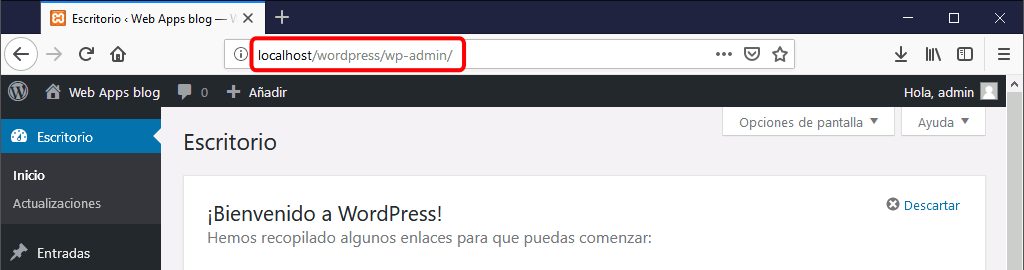 Escritorio ‹ Web Apps blog — W
localhost/wordpress/wp-admin/
Web Apps blog 0 Añadir Hola, admin
Escritorio
Opciones de pantalla Ayuda
Escritorio
Inicio
Actualizaciones
Entradas
¡Bienvenido a WordPress!
Descartar
Hemos recopilado algunos enlaces para que puedas comenzar: